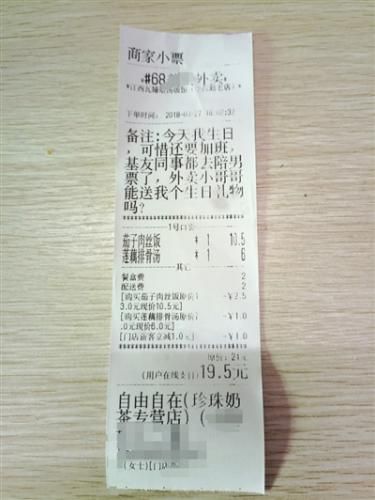 商家小票
#68 外卖
下单时间:
备注:今天我生日
,可惜还要加班,
基友同事都去陪男
票了,外卖小哥哥
能送我个生日礼物
吗?
1号口袋
茄子肉丝饭 * 1 10.5
莲藕排骨汤 * 1 6
其它
餐盒费 2
配送费 2
[购买茄子肉丝饭原价1 -2.5
3.0元现价10.5元]
[购买莲藕排骨汤原价7 -1.0
.0元现价6.0元]
[门店新客立减1.0元] -1.0
原价:24元
(用户在线支付)19.5元
自由自在(珍珠奶
茶专营店)(
(女士)[门店